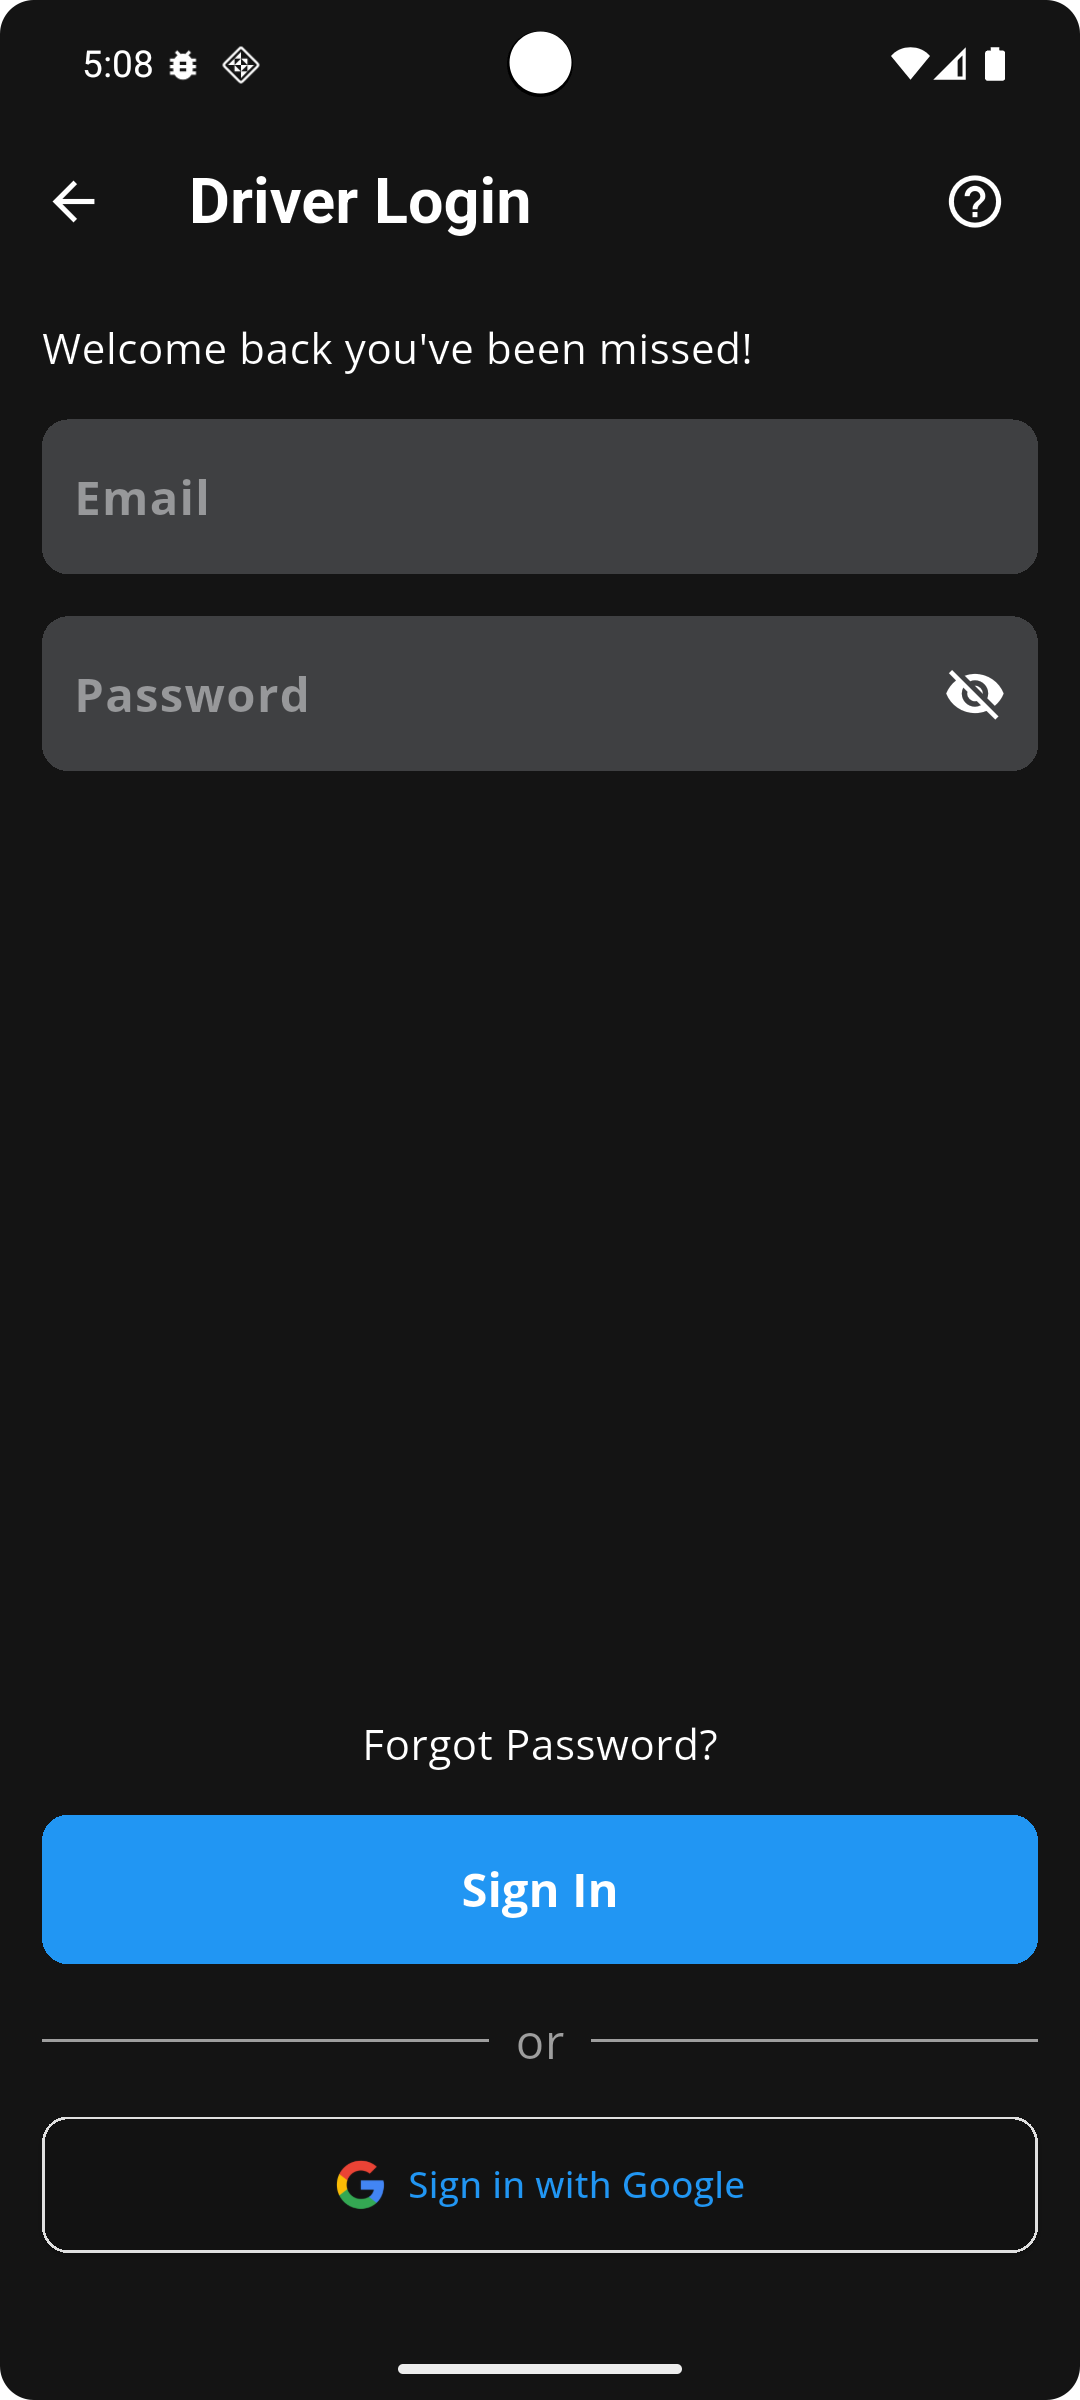 5:08
Driver Login
Welcome back you've been missed!
Email
Password
Forgot Password?
Sign In
or
Sign in with Google